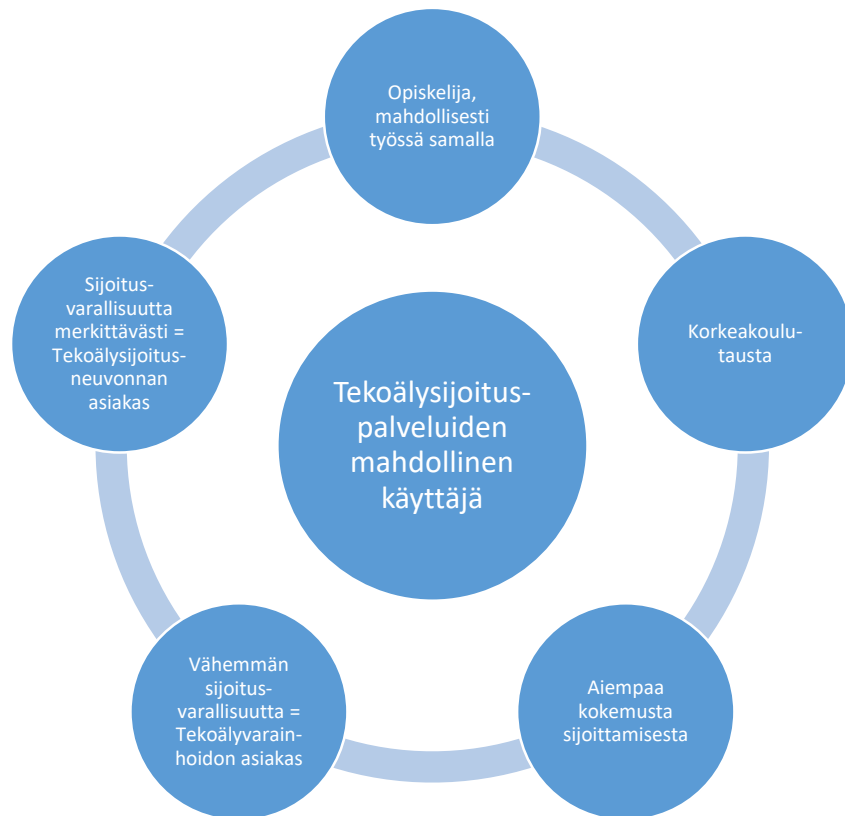 Opiskelija,
mahdollisesti
työssä samalla
Korkeakoulu-
tausta
Aiempaa
kokemusta
sijoittamisesta
Vähemmän
sijoitus-
varallisuutta =
Tekoälyvarain-
hoidon asiakas
Sijoitus-
varallisuutta
merkittävästi =
Tekoälysijoitus-
neuvonnan
asiakas
Tekoälysijoitus-
palveluiden
mahdollinen
käyttäjä